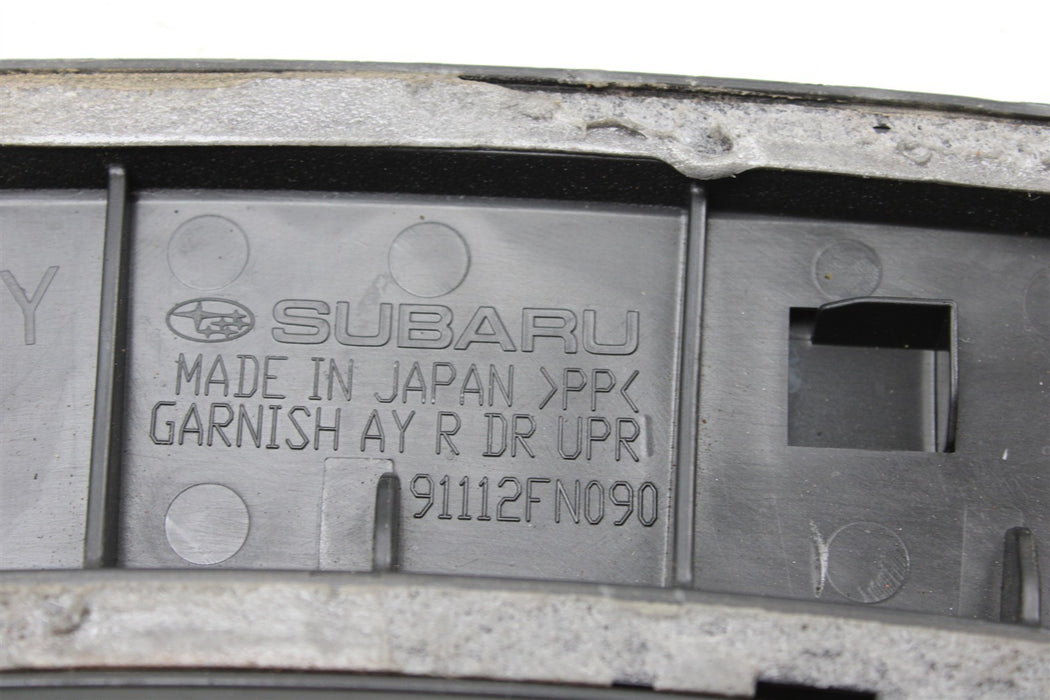 SUBARU
MADE IN JAPAN >PP<
GARNISH AY R DR UPR
91112FN090
Y